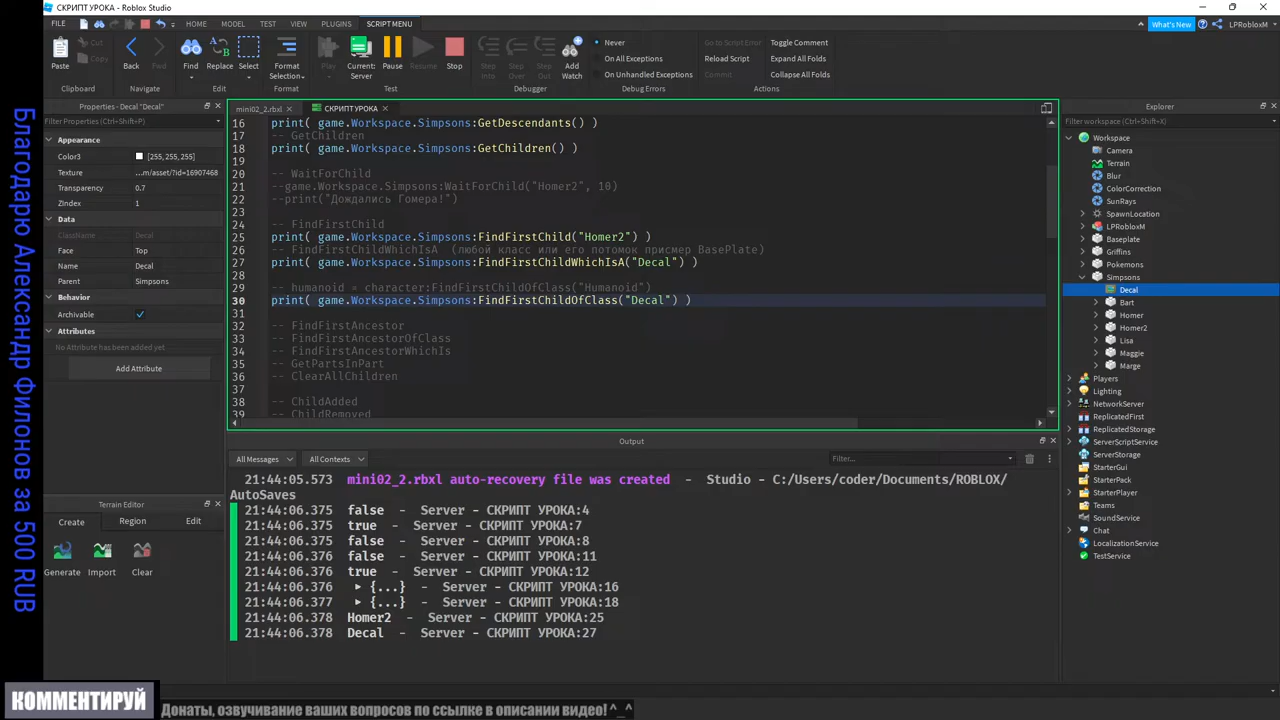 СКРИПТ УРОКА - Roblox Studio
FILE HOME MODEL TEST VIEW PLUGINS SCRIPT MENU What's New LPRobloxM
Paste Cut Copy Back Fwd Find Replace Select Format Selection Play Current: Server Pause Resume Stop Step Into Step Over Step Out Add Watch
Never
On All Exceptions
On Unhandled Exceptions
Go to Script Error Toggle Comment
Reload Script Expand All Folds
Commit Collapse All Folds
Clipboard Navigate Edit Format Test Debugger Debug Errors Actions
Properties - Decal "Decal"
Filter Properties (Ctrl+Shift+P)
Appearance
Color3 [255, 255, 255]
Texture ...m/asset/?id=16907468
Transparency 0.7
ZIndex 1
Data
ClassName Decal
Face Top
Name Decal
Parent Simpsons
Behavior
Archivable
Attributes
No Attribute has been added yet
Add Attribute
Terrain Editor
Create Region Edit
Generate Import Clear
mini02_2.rbxl СКРИПТ УРОКА
16 print( game.Workspace.Simpsons:GetDescendants() )
17 -- GetChildren
18 print( game.Workspace.Simpsons:GetChildren() )
19
20 -- WaitForChild
21 --game.Workspace.Simpsons:WaitForChild("Homer2", 10)
22 --print("Дождались Гомера!")
23
24 -- FindFirstChild
25 print( game.Workspace.Simpsons:FindFirstChild("Homer2") )
26 -- FindFirstChildWhichIsA (любой класс или его потомок присмер BasePlate)
27 print( game.Workspace.Simpsons:FindFirstChildWhichIsA("Decal") )
28
29 -- humanoid = character:FindFirstChildOfClass("Humanoid")
30 print( game.Workspace.Simpsons:FindFirstChildOfClass("Decal") )
31
32 -- FindFirstAncestor
33 -- FindFirstAncestorOfClass
34 -- FindFirstAncestorWhichIs
35 -- GetPartsInPart
36 -- ClearAllChildren
37
38 -- ChildAdded
39 -- ChildRemoved
Output
All Messages All Contexts Filter...
21:44:05.573 mini02_2.rbxl auto-recovery file was created - Studio - C:/Users/coder/Documents/ROBLOX/
AutoSaves
21:44:06.375 false - Server - СКРИПТ УРОКА:4
21:44:06.375 true - Server - СКРИПТ УРОКА:7
21:44:06.375 false - Server - СКРИПТ УРОКА:8
21:44:06.376 false - Server - СКРИПТ УРОКА:11
21:44:06.376 true - Server - СКРИПТ УРОКА:12
21:44:06.376 ▶ {...} - Server - СКРИПТ УРОКА:16
21:44:06.377 ▶ {...} - Server - СКРИПТ УРОКА:18
21:44:06.378 Homer2 - Server - СКРИПТ УРОКА:25
21:44:06.378 Decal - Server - СКРИПТ УРОКА:27
Explorer
Filter workspace (Ctrl+Shift+X)
Workspace
Camera
Terrain
Blur
ColorCorrection
SunRays
SpawnLocation
LPRobloxM
Baseplate
Griffins
Pokemons
Simpsons
Decal
Bart
Homer
Homer2
Lisa
Maggie
Marge
Players
Lighting
NetworkServer
ReplicatedFirst
ReplicatedStorage
ServerScriptService
ServerStorage
StarterGui
StarterPack
StarterPlayer
Teams
SoundService
Chat
LocalizationService
TestService
Благодарю Александр Филонов за 500 RUB
КОММЕНТИРУЙ
Донаты, озвучивание ваших вопросов по ссылке в описании видео! ^_^